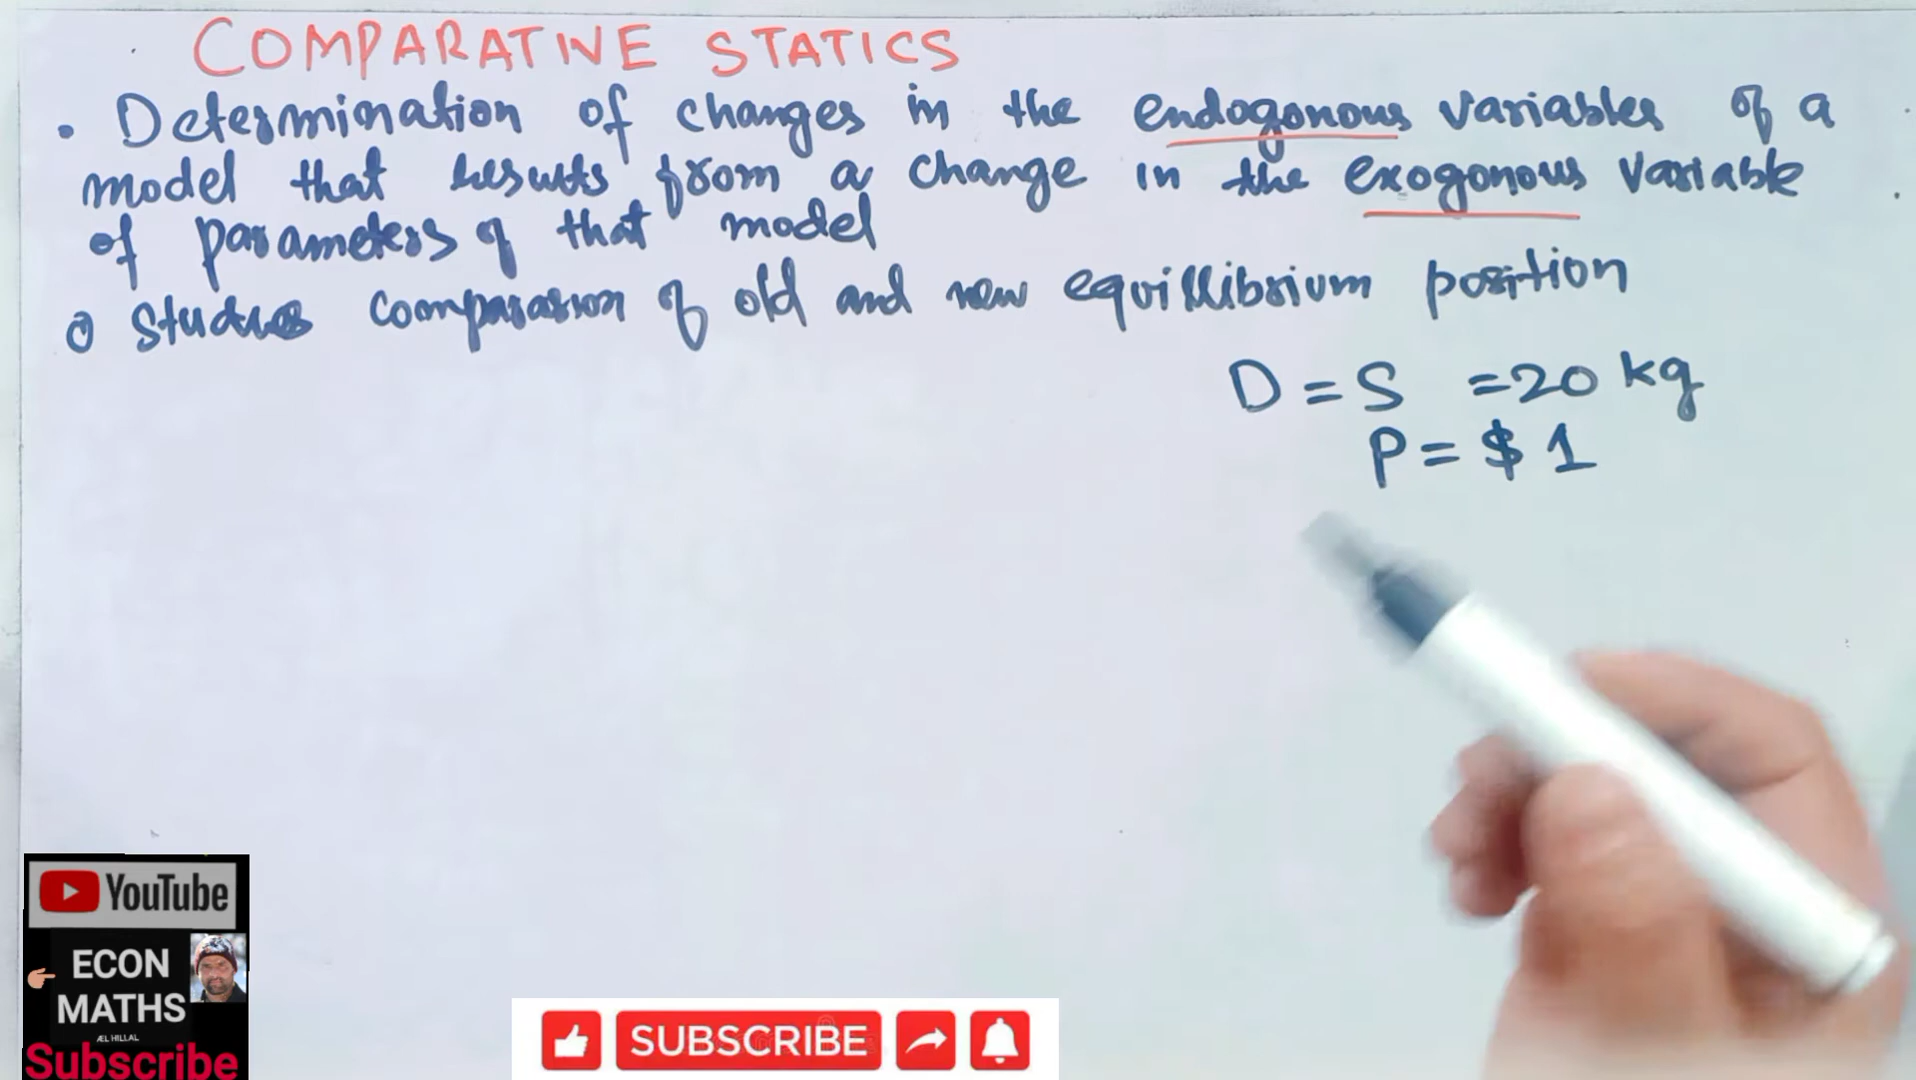 COMPARATIVE STATICS
• Determination of changes in the endogonous variables of a
model that results from a change in the exogonous variable
of parameters of that model
o Studies comparasion of old and new equillibrium position
D = S = 20 kg
P = $ 1
YouTube
ECON
MATHS
ÆL HILLAL
Subscribe
SUBSCRIBE